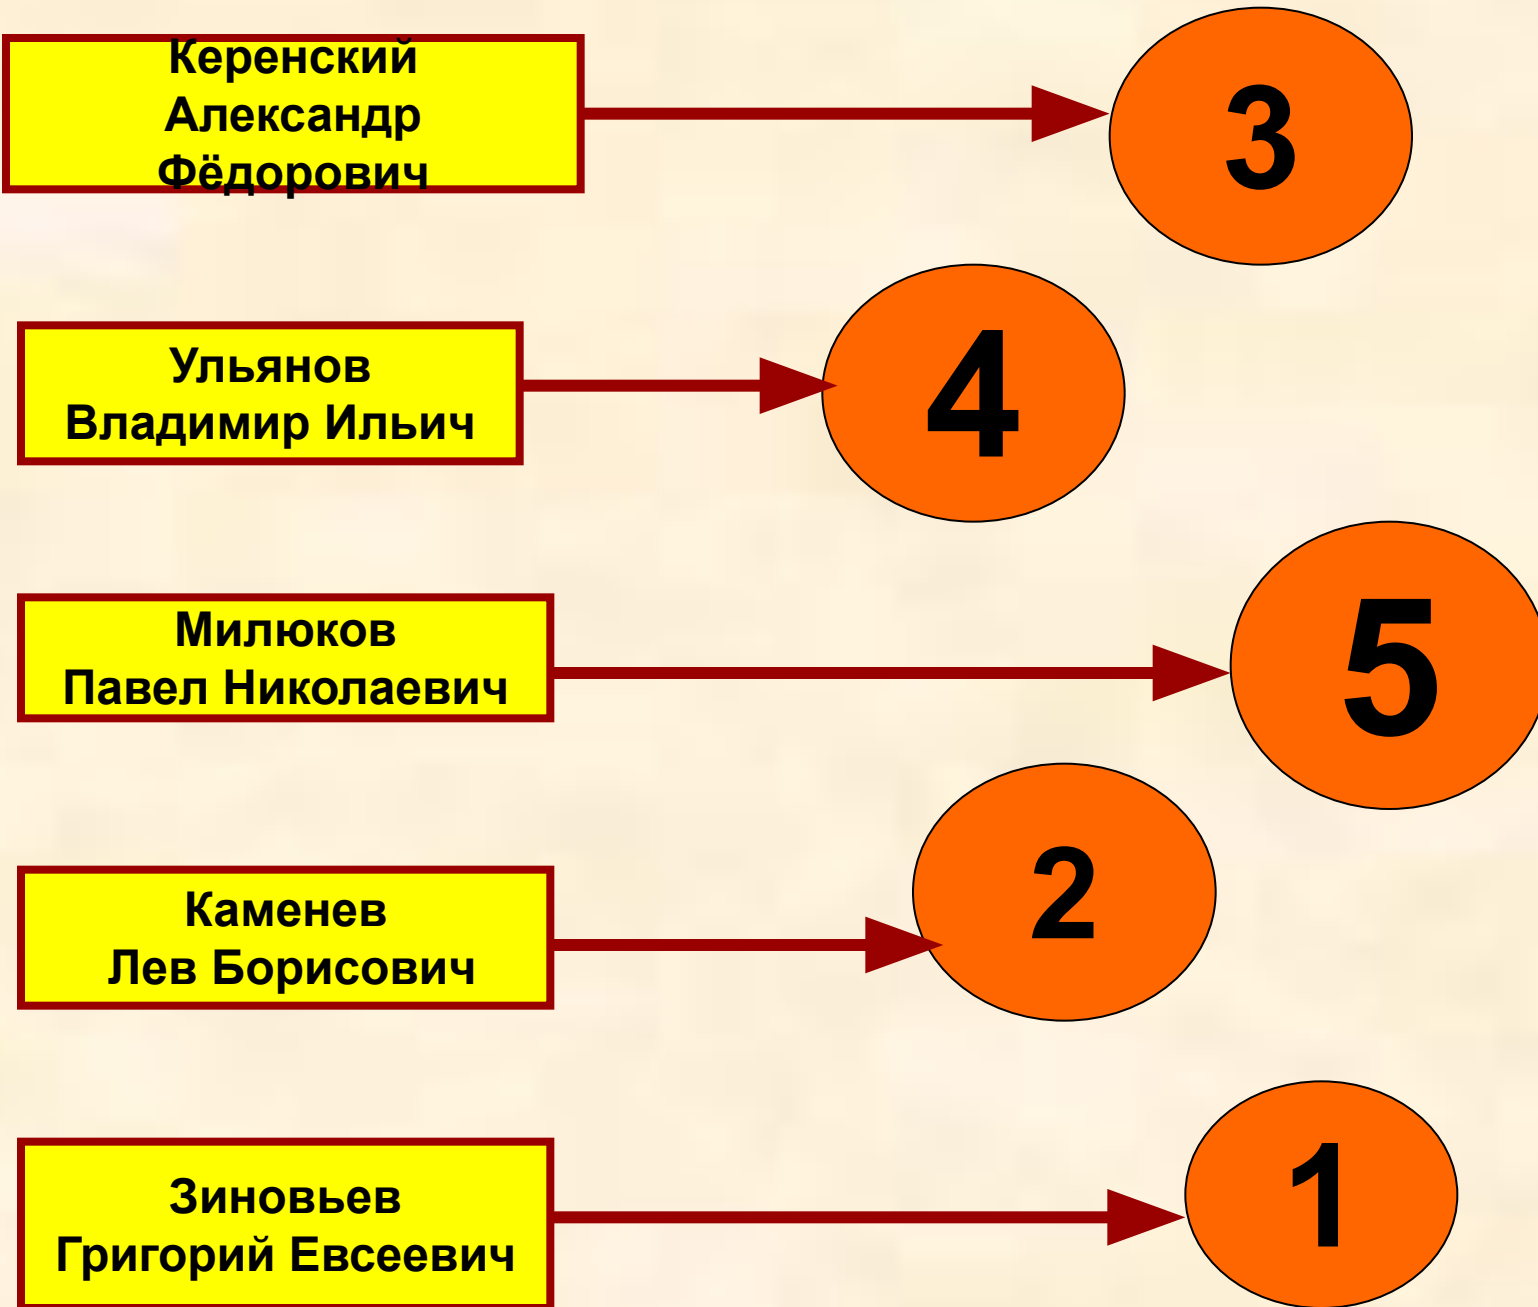 Керенский
Александр
Фёдорович
3
Ульянов
Владимир Ильич
4
Милюков
Павел Николаевич
5
Каменев
Лев Борисович
2
Зиновьев
Григорий Евсеевич
1